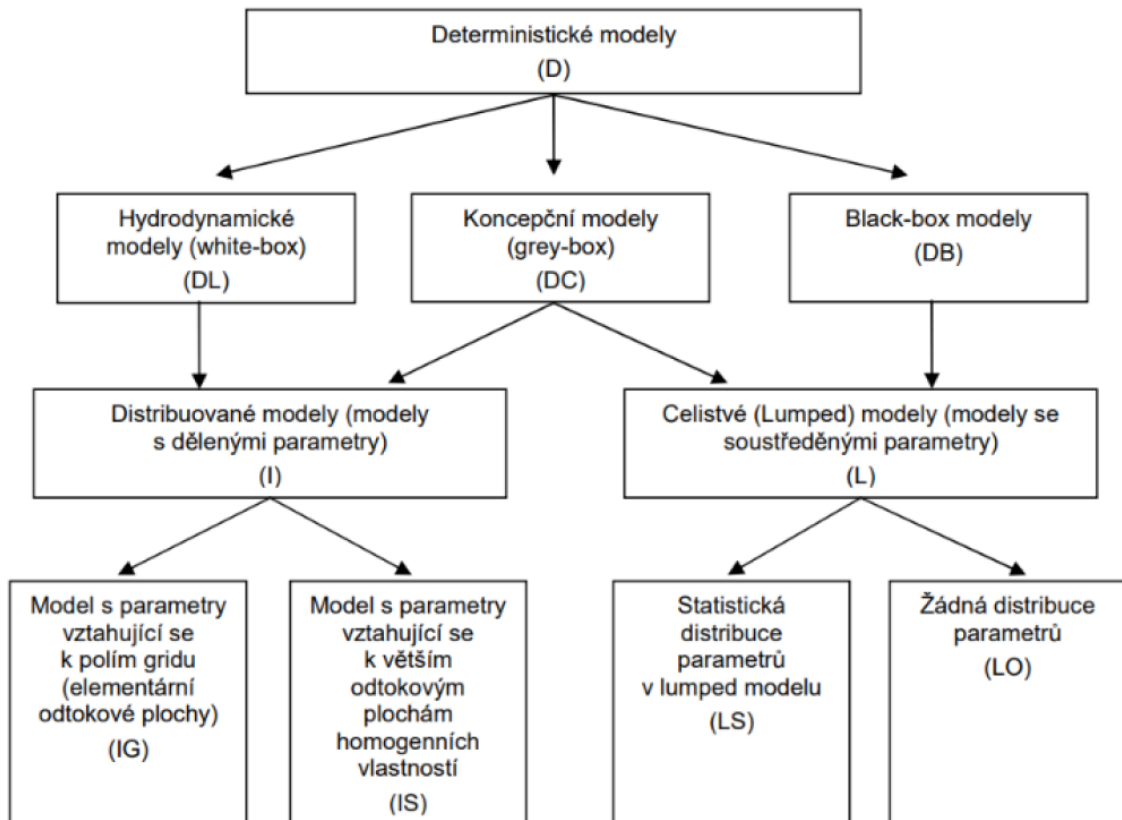 Deterministické modely
(D)
Hydrodynamické
modely (white-box)
(DL)
Koncepční modely
(grey-box)
(DC)
Black-box modely
(DB)
Distribuované modely (modely
s dělenými parametry)
(I)
Celistvé (Lumped) modely (modely se
soustředěnými parametry)
(L)
Model s parametry
vztahující se
k polím gridu
(elementární
odtokové plochy)
(IG)
Model s parametry
vztahující se
k větším
odtokovým
plochám
homogenních
vlastností
(IS)
Statistická
distribuce
parametrů
v lumped modelu
(LS)
Žádná distribuce
parametrů
(LO)